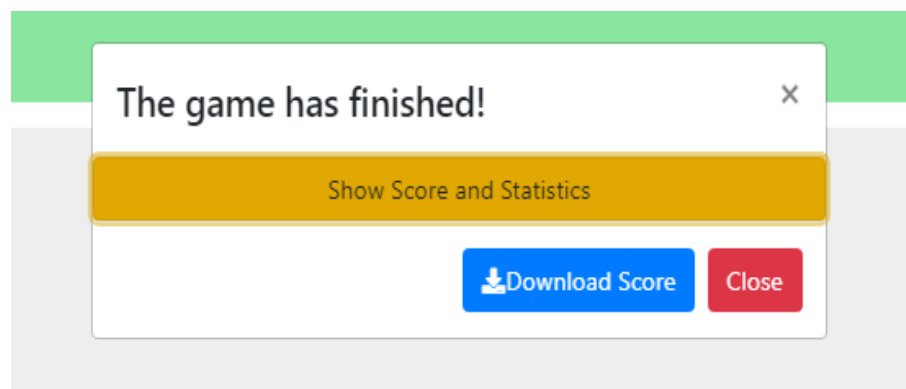 The game has finished!
×
Show Score and Statistics
Download Score
Close